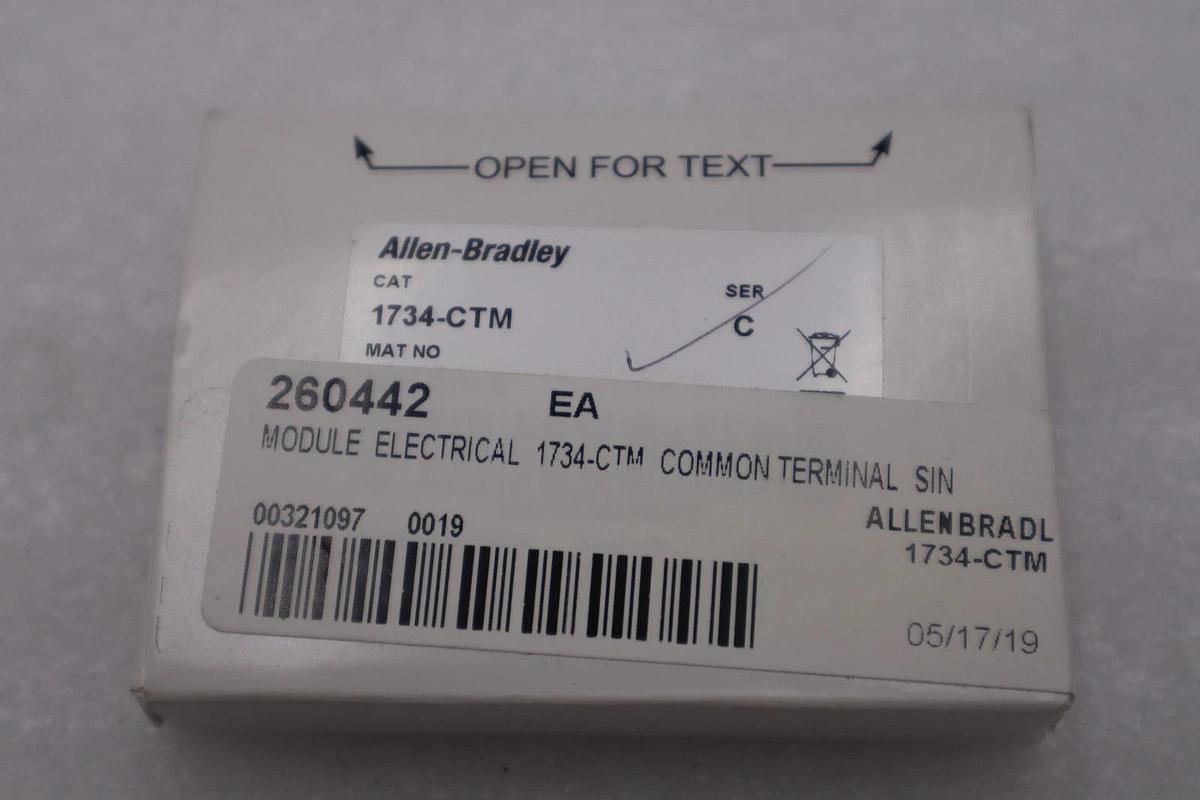 OPEN FOR TEXT
Allen-Bradley
CAT
1734-CTM
SER
C
MAT NO
260442 EA
MODULE ELECTRICAL 1734-CTM COMMON TERMINAL SIN
00321097 0019
ALLENBRADL
1734-CTM
05/17/19